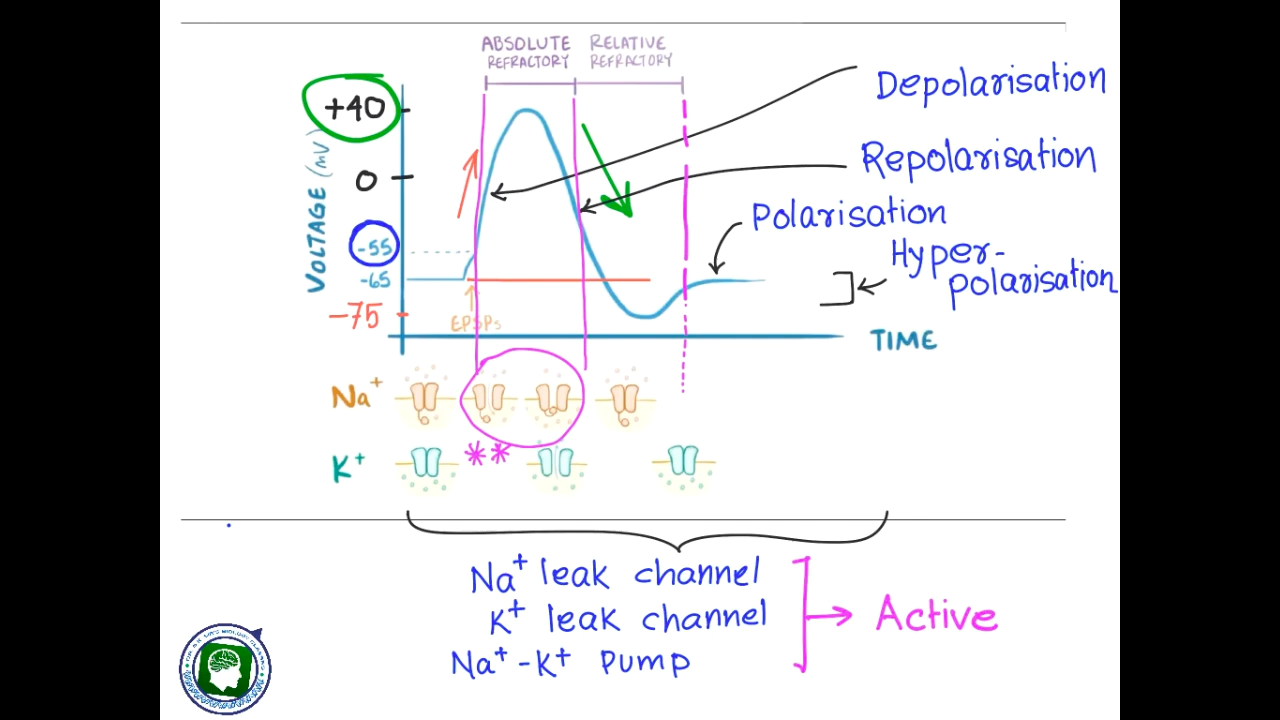 ABSOLUTE REFRACTORY
RELATIVE REFRACTORY
Depolarisation
+40
Repolarisation
VOLTAGE (mV)
0
Polarisation
-55
Hyper-
polarisation
-65
-75
EPSPs
TIME
Na+
K+
**
Na+ leak channel
K+ leak channel
Active
Na+ - K+ Pump